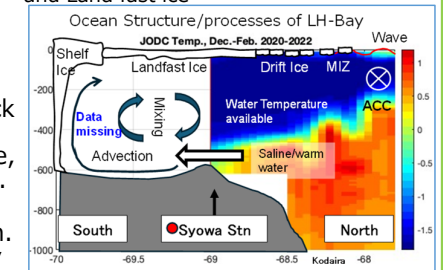 and Land fast ice
Ocean Structure/processes of LH-Bay
JODC Temp., Dec.-Feb. 2020-2022
Wave
Shelf
Ice
Landfast Ice
Drift Ice
MIZ
ACC
Mixing
Data
missing
Water Temperature
available
Advection
Saline/warm
water
South
Syowa Stn
North
Kodaira
0
-200
-400
-600
-800
-1000
-70
-69.5
-69
-68.5
-68
1
0.5
0
-0.5
-1
-1.5
ck
e,
.
n.